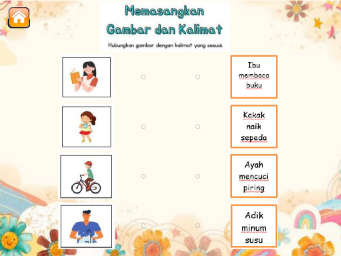 Memasangkan
Gambar dan Kalimat
Hubungkan gambar dengan kalimat yang sesuai.
Ibu
membaca
buku
Kakak
naik
sepeda
Ayah
mencuci
piring
Adik
minum
susu